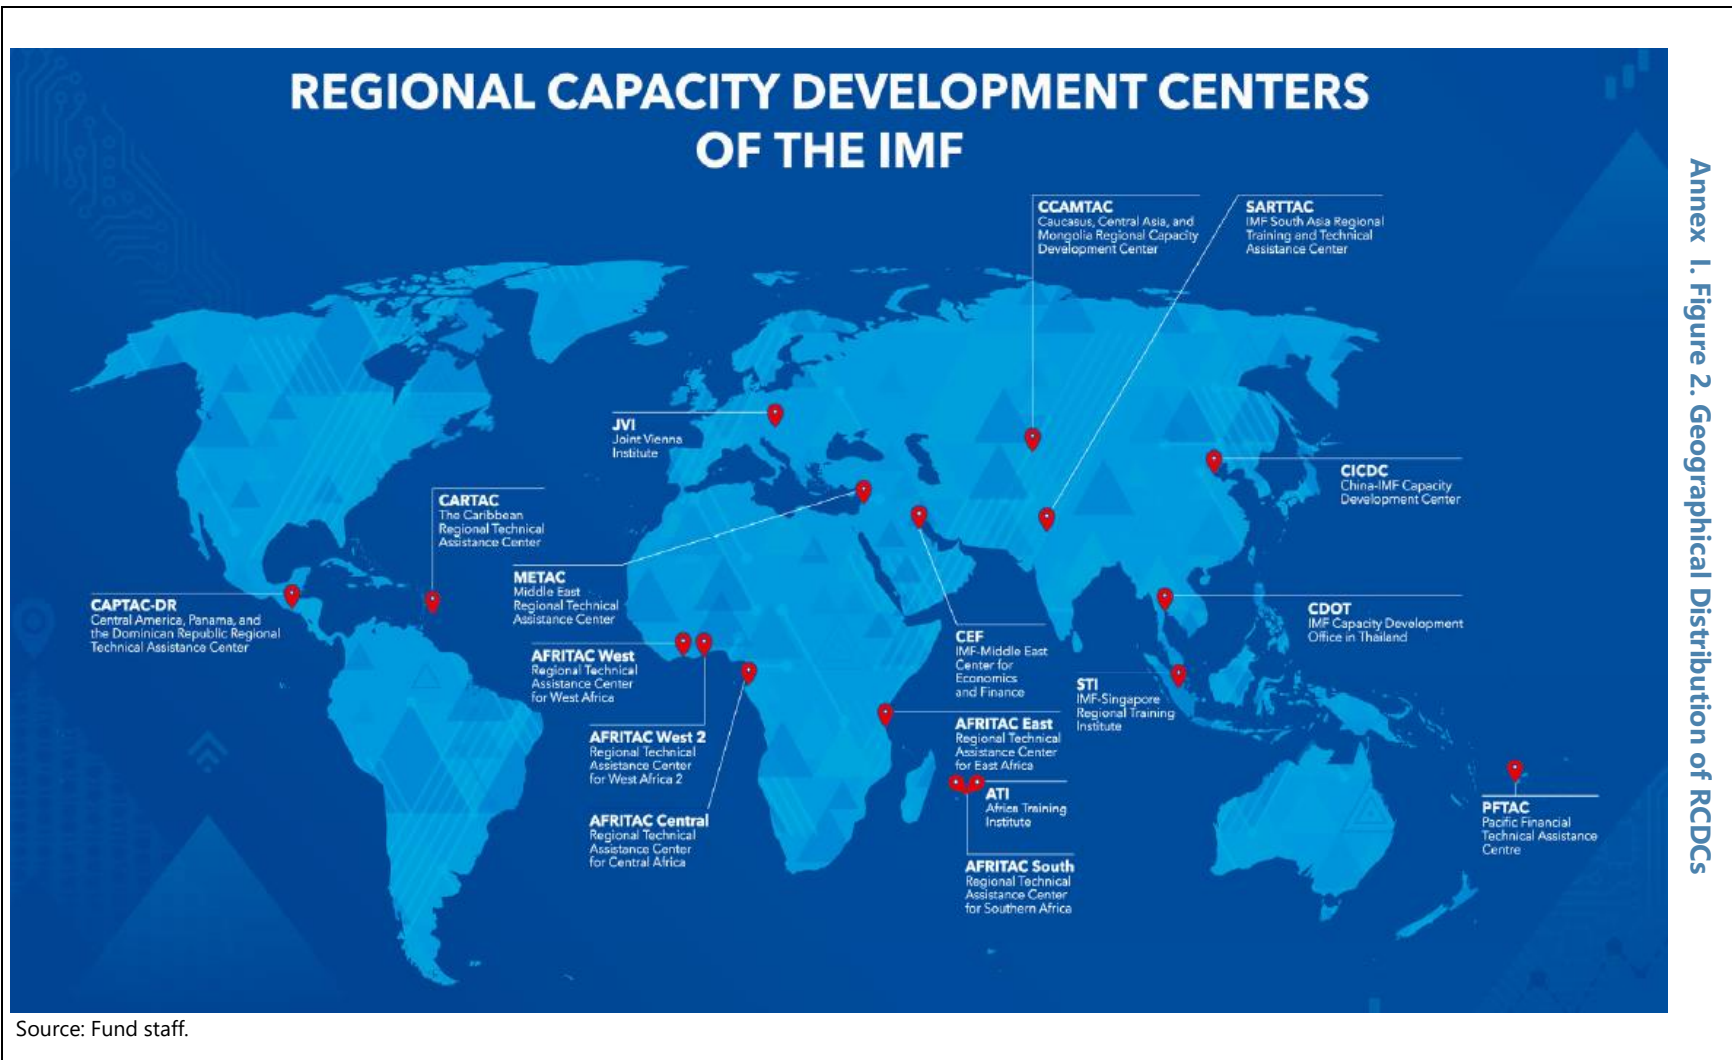 REGIONAL CAPACITY DEVELOPMENT CENTERS
OF THE IMF
CCAMTAC
Caucasus, Central Asia, and
Mongolia Regional Capacity
Development Center
SARTTAC
IMF South Asia Regional
Training and Technical
Assistance Center
JVI
Joint Vienna
Institute
CICDC
China-IMF Capacity
Development Center
CARTAC
The Caribbean
Regional Technical
Assistance Center
METAC
Middle East
Regional Technical
Assistance Center
CAPTAC-DR
Central America, Panama, and
the Dominican Republic Regional
Technical Assistance Center
CDOT
IMF Capacity Development
Office in Thailand
CEF
IMF-Middle East
Center for
Economics
and Finance
AFRITAC West
Regional Technical
Assistance Center
for West Africa
STI
IMF-Singapore
Regional Training
Institute
AFRITAC West 2
Regional Technical
Assistance Center
for West Africa 2
AFRITAC East
Regional Technical
Assistance Center
for East Africa
ATI
Africa Training
Institute
PFTAC
Pacific Financial
Technical Assistance
Centre
AFRITAC Central
Regional Technical
Assistance Center
for Central Africa
AFRITAC South
Regional Technical
Assistance Center
for Southern Africa
Annex I. Figure 2. Geographical Distribution of RCDCs
Source: Fund staff.